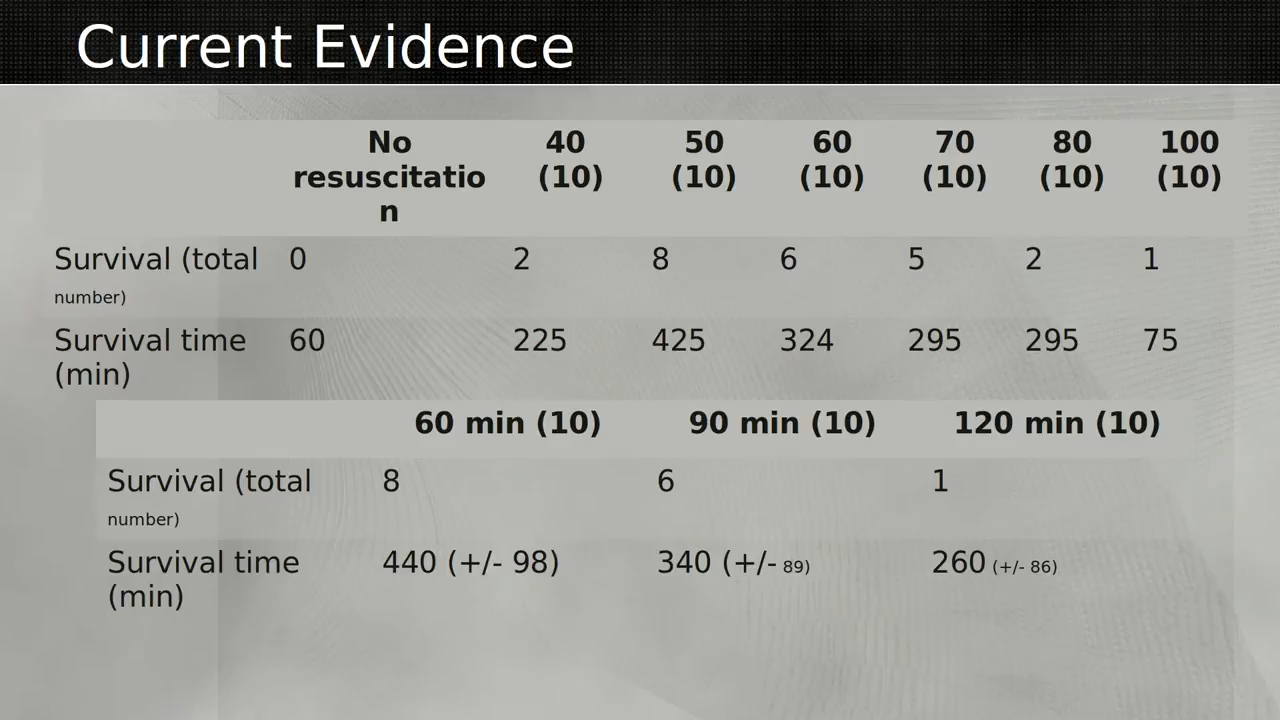 Current Evidence
No 40 50 60 70 80 100
resuscitatio (10) (10) (10) (10) (10) (10)
n
Survival (total 0 2 8 6 5 2 1
number)
Survival time 60 225 425 324 295 295 75
(min)
60 min (10) 90 min (10) 120 min (10)
Survival (total 8 6 1
number)
Survival time 440 (+/- 98) 340 (+/- 89) 260 (+/- 86)
(min)